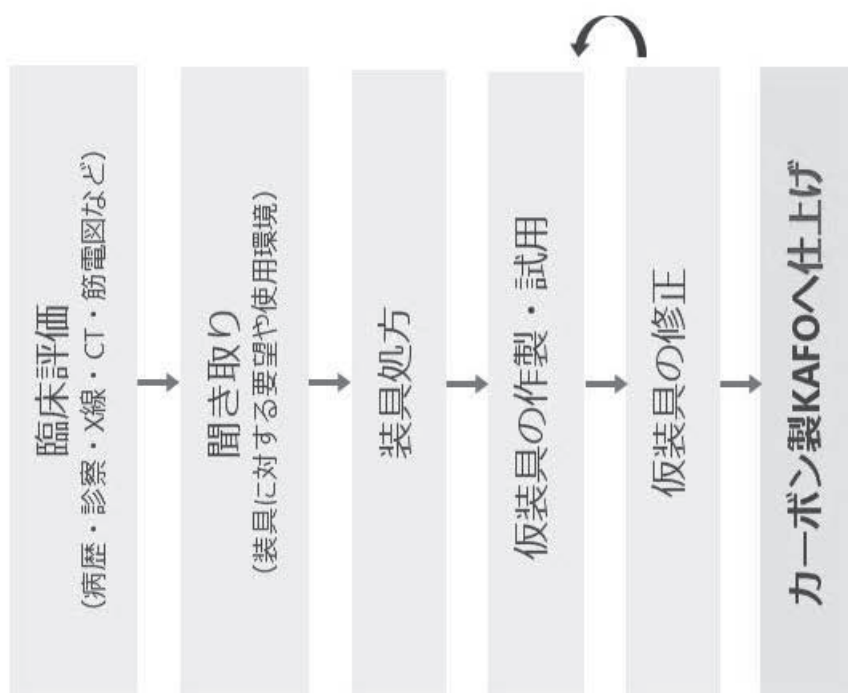 臨床評価
(病歴・診察・X線・CT・筋電図など)
聞き取り
(装具に対する要望や使用環境)
装具処方
仮装具の作製・試用
仮装具の修正
カーボン製KAFOへ仕上げ